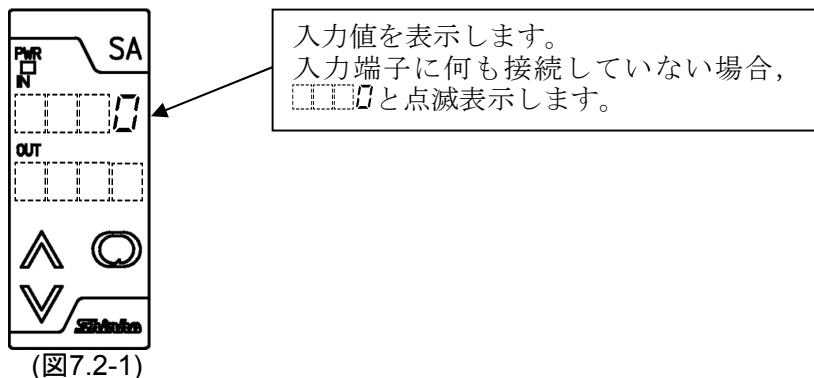 PWR
SA
IN
0
OUT
Shinko
入力値を表示します。
入力端子に何も接続していない場合,
0と点滅表示します。
(図7.2-1)